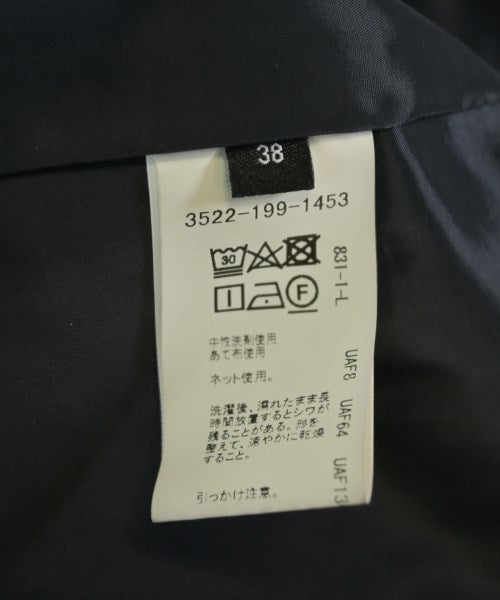 38
3522-199-1453
30
F
831-1-L
中性洗剤使用
あて布使用
ネット使用。
洗濯後、濡れたまま長
時間放置するとシワが
残ることがある。形を
整えて、速やかに乾燥
すること。
引っかけ注意。
UAF8 UAF64 UAF13